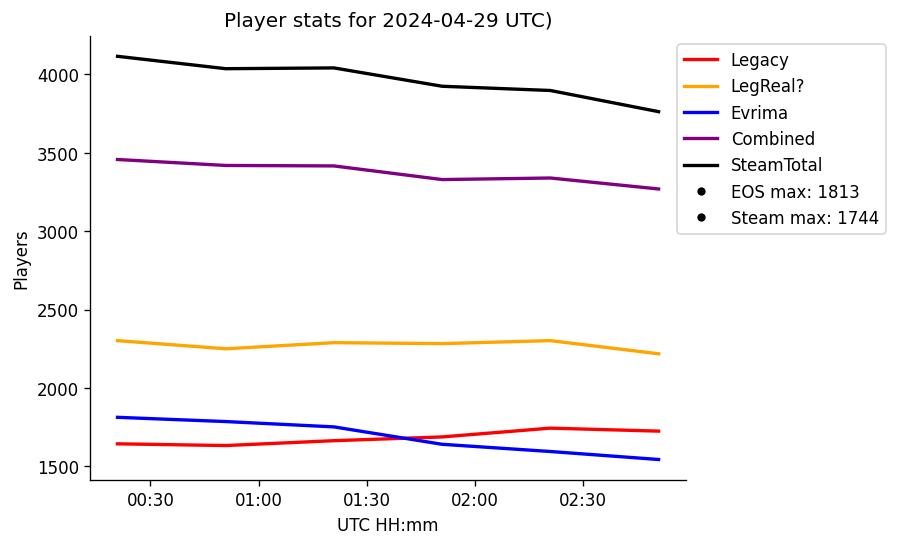 Player stats for 2024-04-29 UTC)
Players
4000
3500
3000
2500
2000
1500
00:30 01:00 01:30 02:00 02:30
UTC HH:mm
Legacy
LegReal?
Evrima
Combined
SteamTotal
EOS max: 1813
Steam max: 1744